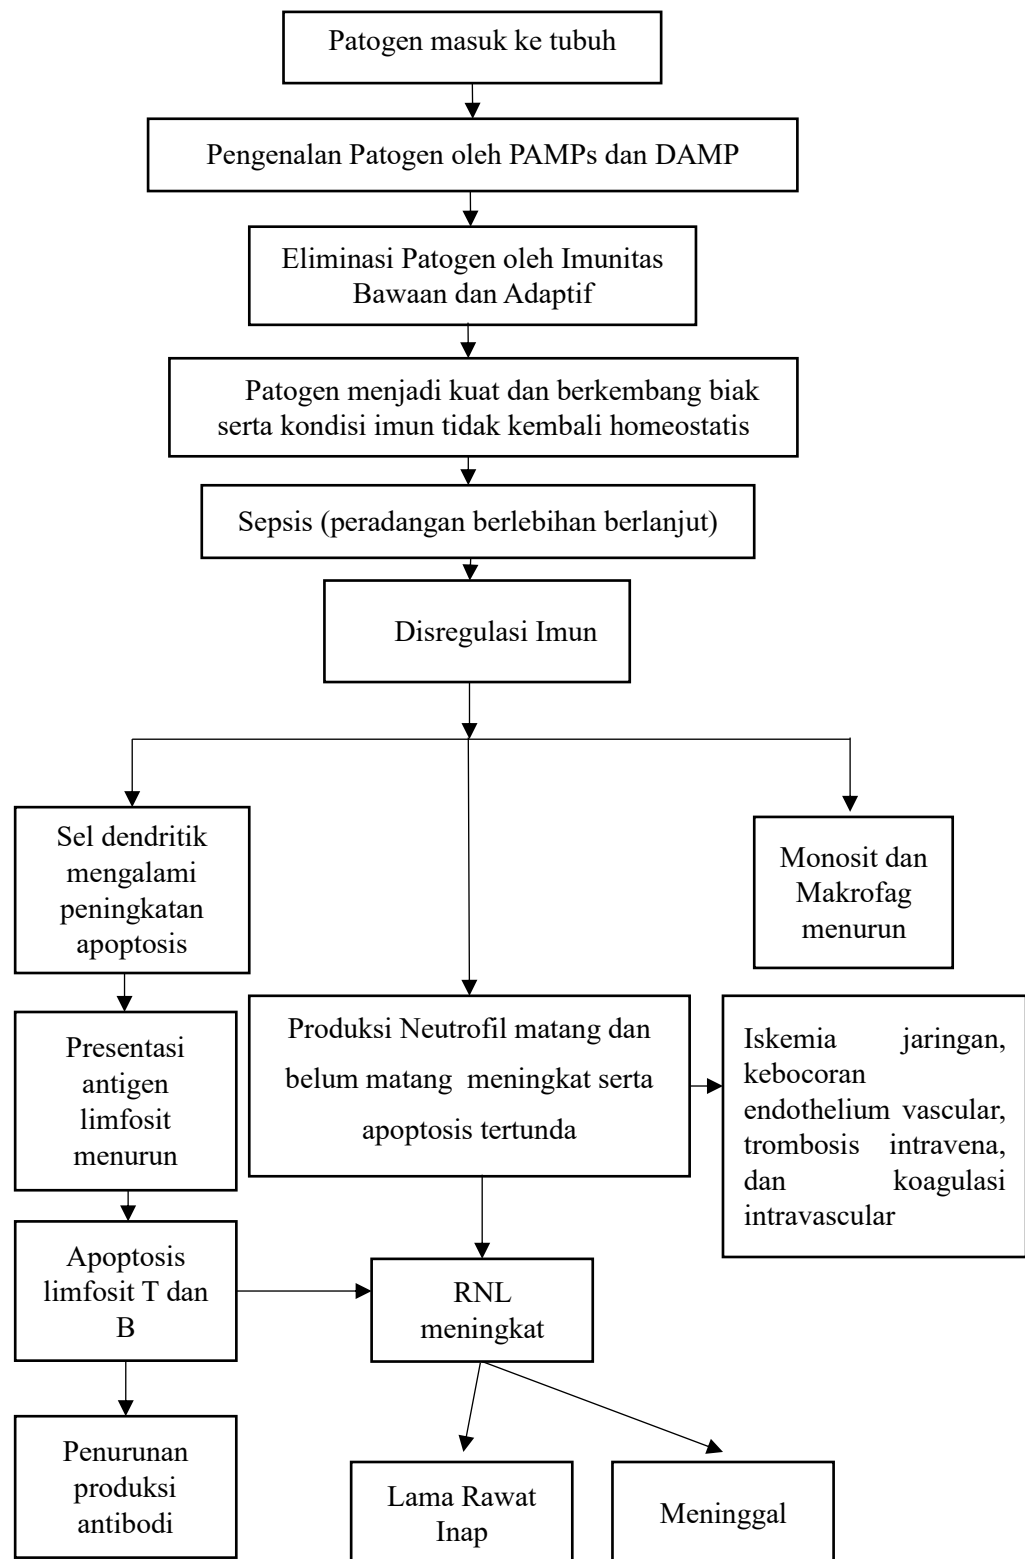 Patogen masuk ke tubuh
Pengenalan Patogen oleh PAMPs dan DAMP
Eliminasi Patogen oleh Imunitas
Bawaan dan Adaptif
Patogen menjadi kuat dan berkembang biak
serta kondisi imun tidak kembali homeostatis
Sepsis (peradangan berlebihan berlanjut)
Disregulasi Imun
Sel dendritik
mengalami
peningkatan
apoptosis
Monosit dan
Makrofag
menurun
Presentasi
antigen
limfosit
menurun
Produksi Neutrofil matang dan
belum matang meningkat serta
apoptosis tertunda
Iskemia jaringan,
kebocoran
endothelium vascular,
trombosis intravena,
dan koagulasi
intravascular
Apoptosis
limfosit T dan
B
RNL
meningkat
Penurunan
produksi
antibodi
Lama Rawat
Inap
Meninggal